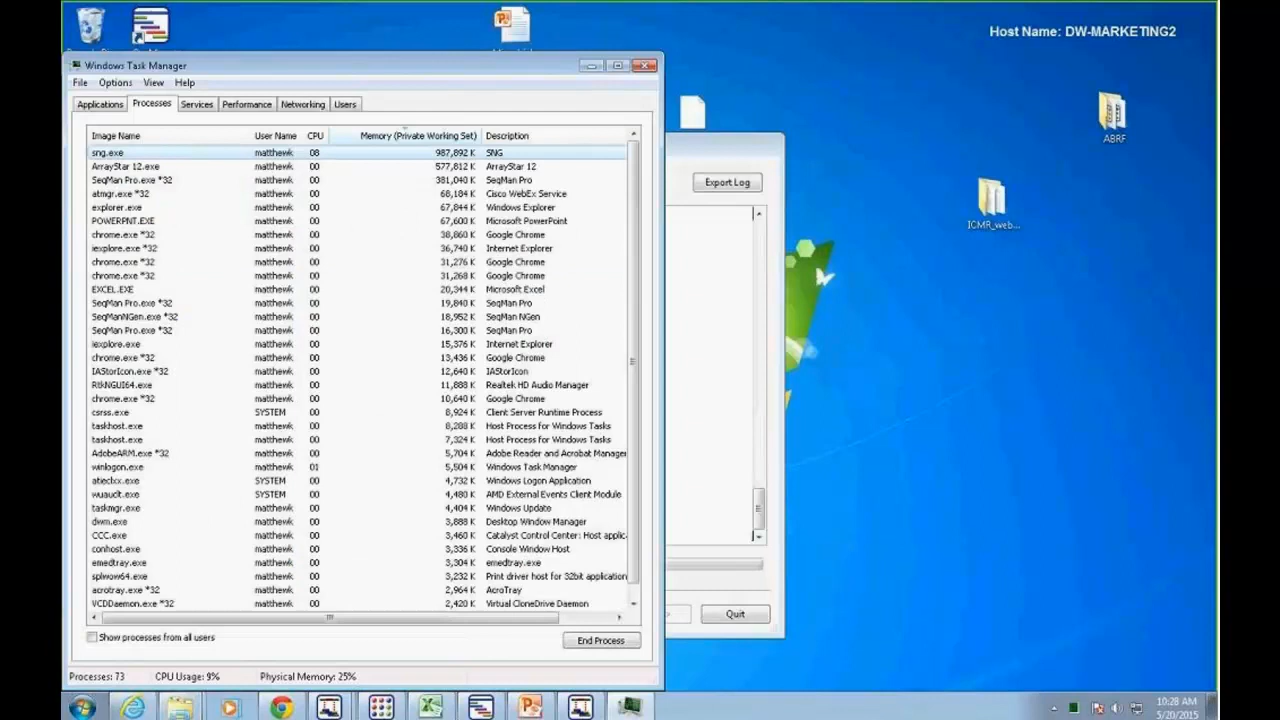 Host Name: DW-MARKETING2
Windows Task Manager
File Options View Help
Applications Processes Services Performance Networking Users
Image Name User Name CPU Memory (Private Working Set) Description
sng.exe matthewk 08 987,892 K SNG
ArrayStar 12.exe matthewk 00 577,812 K ArrayStar 12
SeqMan Pro.exe *32 matthewk 00 381,040 K SeqMan Pro
atmgr.exe *32 matthewk 00 68,184 K Cisco WebEx Service
explorer.exe matthewk 00 67,844 K Windows Explorer
POWERPNT.EXE matthewk 00 67,600 K Microsoft PowerPoint
chrome.exe *32 matthewk 00 38,860 K Google Chrome
iexplore.exe *32 matthewk 00 36,740 K Internet Explorer
chrome.exe *32 matthewk 00 31,276 K Google Chrome
chrome.exe *32 matthewk 00 31,268 K Google Chrome
EXCEL.EXE matthewk 00 20,344 K Microsoft Excel
SeqMan Pro.exe *32 matthewk 00 19,840 K SeqMan Pro
SeqManNGen.exe *32 matthewk 00 18,952 K SeqMan NGen
SeqMan Pro.exe *32 matthewk 00 16,300 K SeqMan Pro
iexplore.exe matthewk 00 15,376 K Internet Explorer
chrome.exe *32 matthewk 00 13,436 K Google Chrome
IAStorIcon.exe *32 matthewk 00 12,640 K IAStorIcon
RtkNGUI64.exe matthewk 00 11,888 K Realtek HD Audio Manager
chrome.exe *32 matthewk 00 10,640 K Google Chrome
csrss.exe SYSTEM 00 8,924 K Client Server Runtime Process
taskhost.exe matthewk 00 8,288 K Host Process for Windows Tasks
taskhost.exe matthewk 00 7,324 K Host Process for Windows Tasks
AdobeARM.exe *32 matthewk 00 5,704 K Adobe Reader and Acrobat Manager
winlogon.exe matthewk 01 5,504 K Windows Task Manager
atieclxx.exe SYSTEM 00 4,732 K Windows Logon Application
wuauclt.exe SYSTEM 00 4,480 K AMD External Events Client Module
taskmgr.exe matthewk 00 4,404 K Windows Update
dwm.exe matthewk 00 3,888 K Desktop Window Manager
CCC.exe matthewk 00 3,460 K Catalyst Control Center: Host applic...
conhost.exe matthewk 00 3,336 K Console Window Host
emedtray.exe matthewk 00 3,304 K emedtray.exe
splwow64.exe matthewk 00 3,232 K Print driver host for 32bit application
acrotray.exe *32 matthewk 00 2,964 K AcroTray
VCDDaemon.exe *32 matthewk 00 2,420 K Virtual CloneDrive Daemon
Show processes from all users
End Process
Processes: 73 CPU Usage: 9% Physical Memory: 25%
Export Log
Quit
ABRF
ICMR_web...
10:28 AM
5/20/2015